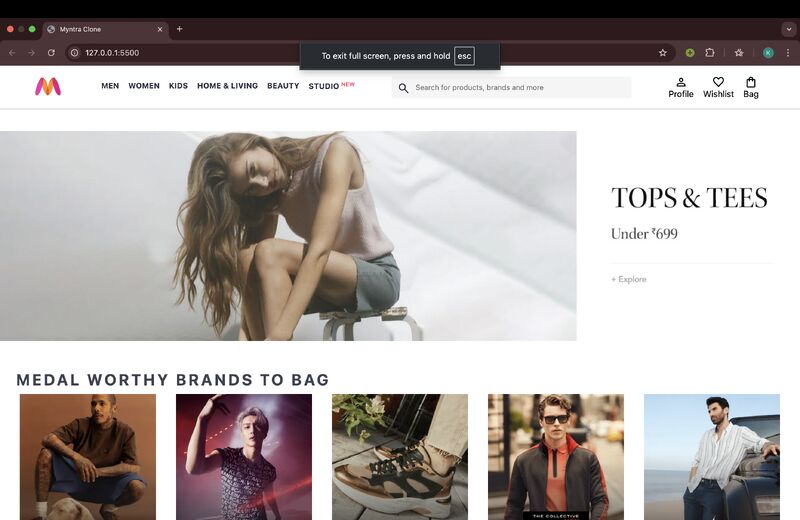 Myntra Clone
127.0.0.1:5500
To exit full screen, press and hold esc
K
MEN WOMEN KIDS HOME & LIVING BEAUTY STUDIO NEW
Search for products, brands and more
Profile Wishlist Bag
TOPS & TEES
Under ₹699
+ Explore
MEDAL WORTHY BRANDS TO BAG
THE COLLECTIVE